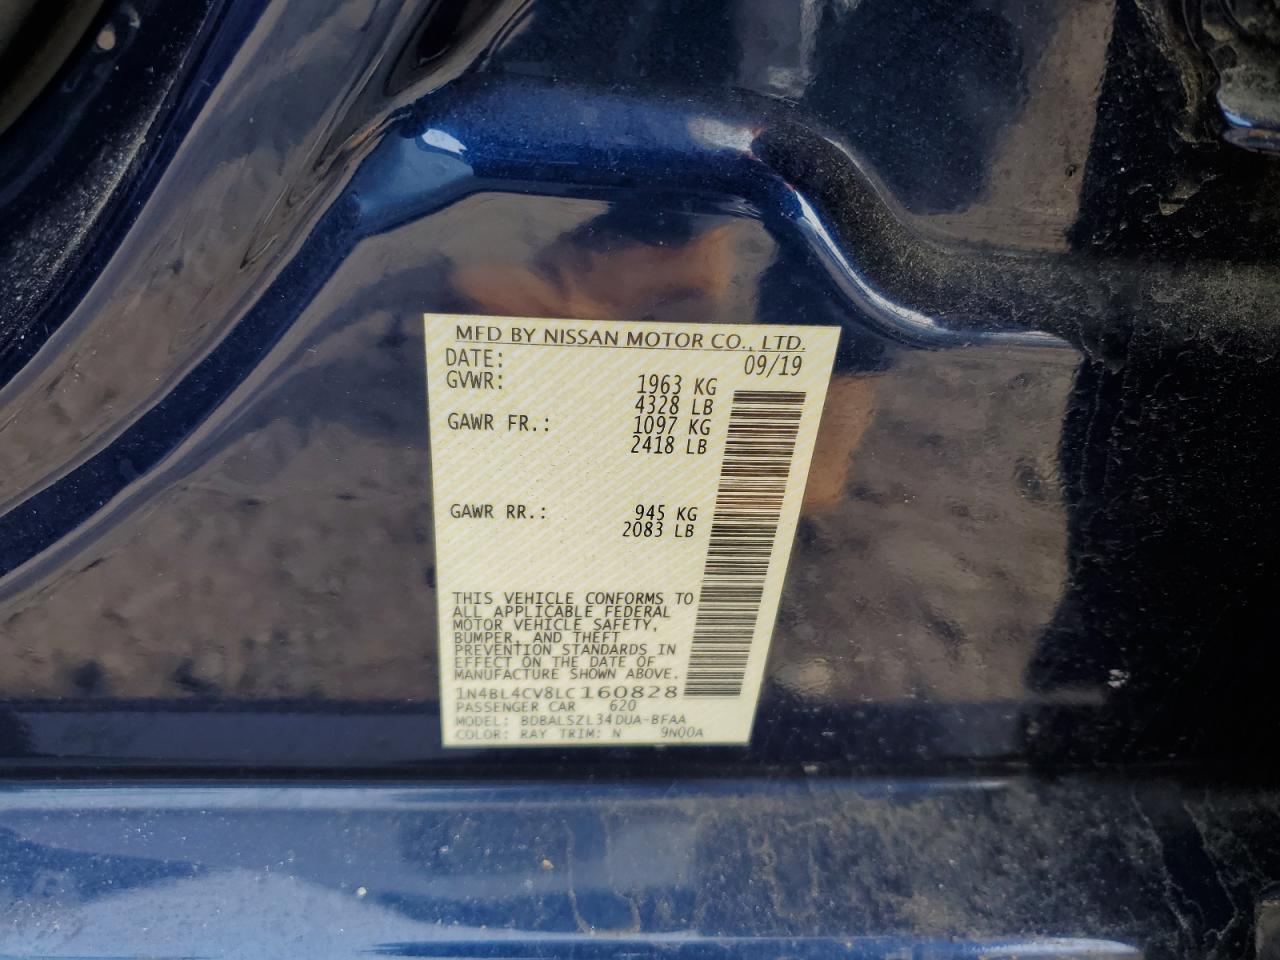 MFD BY NISSAN MOTOR CO., LTD.
DATE: 09/19
GVWR: 1963 KG
4328 LB
GAWR FR.: 1097 KG
2418 LB
GAWR RR.: 945 KG
2083 LB
THIS VEHICLE CONFORMS TO
ALL APPLICABLE FEDERAL
MOTOR VEHICLE SAFETY,
BUMPER, AND THEFT
PREVENTION STANDARDS IN
EFFECT ON THE DATE OF
MANUFACTURE SHOWN ABOVE.
1N4BL4CV8LC160828
PASSENGER CAR 620
MODEL: BDBALSZL34DUA-BFAA
COLOR: RAY TRIM: N 9N00A